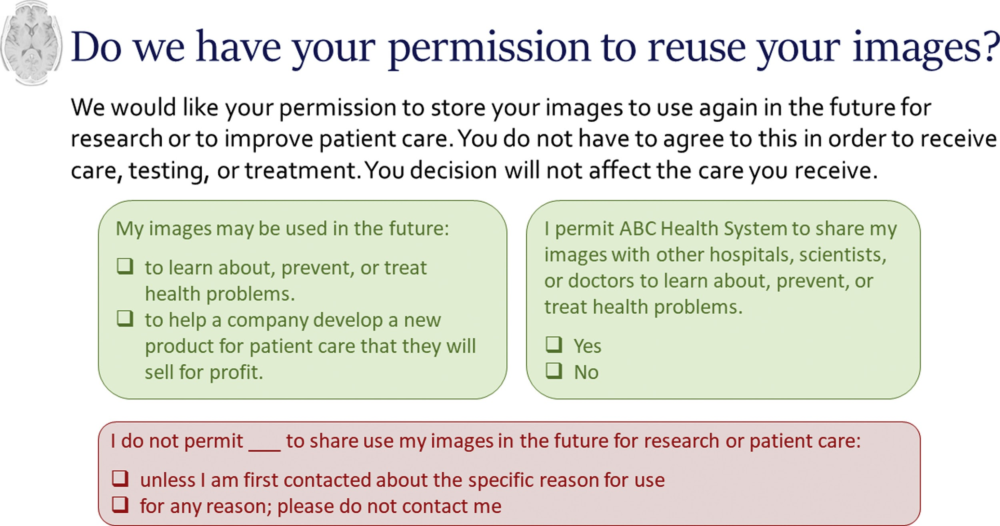 Do we have your permission to reuse your images?
We would like your permission to store your images to use again in the future for
research or to improve patient care. You do not have to agree to this in order to receive
care, testing, or treatment. You decision will not affect the care you receive.
My images may be used in the future:
❑ to learn about, prevent, or treat
health problems.
❑ to help a company develop a new
product for patient care that they will
sell for profit.
I permit ABC Health System to share my
images with other hospitals, scientists,
or doctors to learn about, prevent, or
treat health problems.
❑ Yes
❑ No
I do not permit ___ to share use my images in the future for research or patient care:
❑ unless I am first contacted about the specific reason for use
❑ for any reason; please do not contact me